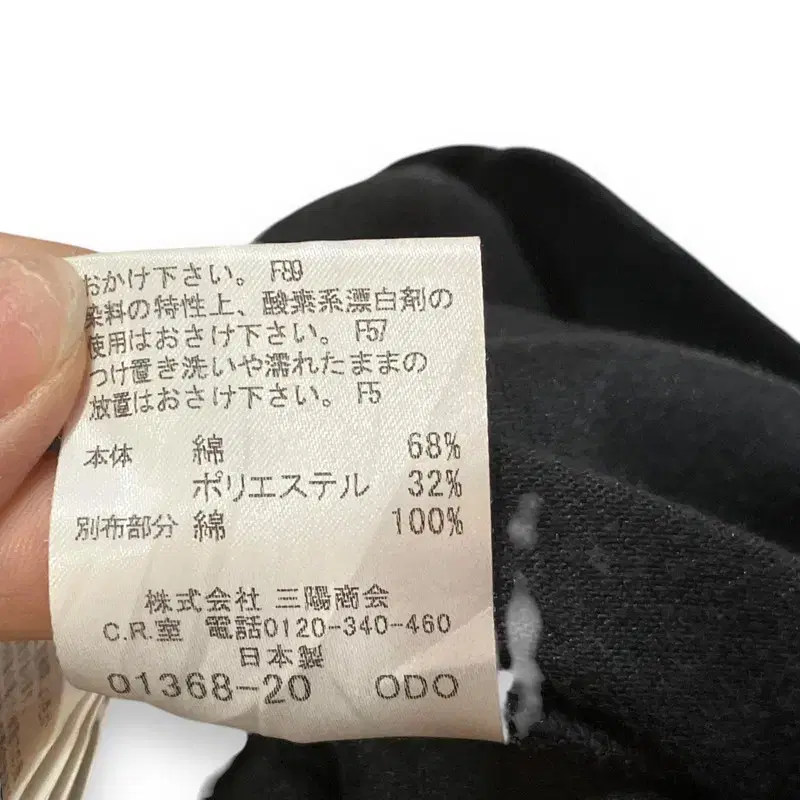 おかけ下さい。 F89
染料の特性上、酸素系漂白剤の
使用はおさけ下さい。 F57
つけ置き洗いや濡れたままの
放置はおさけ下さい。 F5
本体 綿 68%
ポリエステル 32%
別布部分 綿 100%
株式会社 三陽商会
C.R.室 電話0120-340-460
日本製
01368-20 ODO